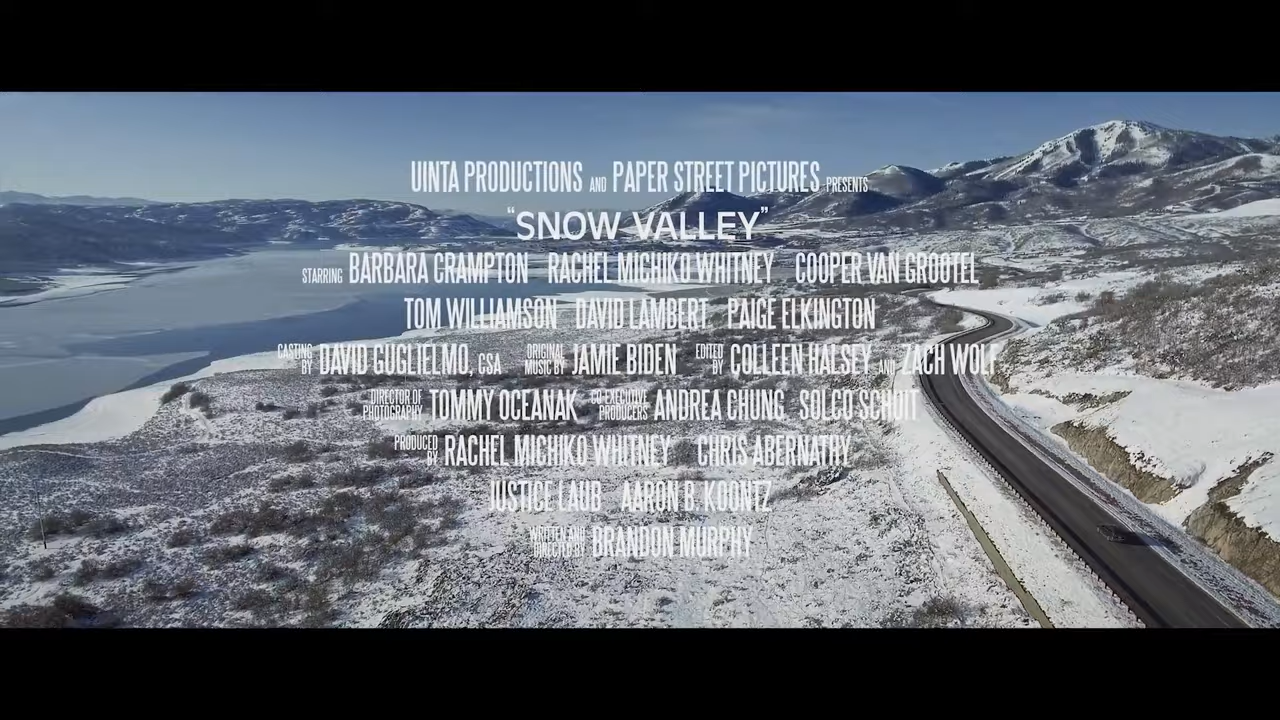 UINTA PRODUCTIONS AND PAPER STREET PICTURES PRESENTS
"SNOW VALLEY"
STARRING BARBARA CRAMPTON RACHEL MICHIKO WHITNEY COOPER VAN GROOTEL
TOM WILLIAMSON DAVID LAMBERT PAIGE ELKINGTON
CASTING BY DAVID GUGLIELMO, CSA ORIGINAL MUSIC BY JAMIE BIDEN EDITED BY COLLEEN HALSEY AND ZACH WOLF
DIRECTOR OF PHOTOGRAPHY TOMMY OCEANAK CO-EXECUTIVE PRODUCERS ANDREA CHUNG SOLCO SCHUIT
PRODUCED BY RACHEL MICHIKO WHITNEY CHRIS ABERNATHY
JUSTICE LAUB AARON B. KOONTZ
WRITTEN AND DIRECTED BY BRANDON MURPHY